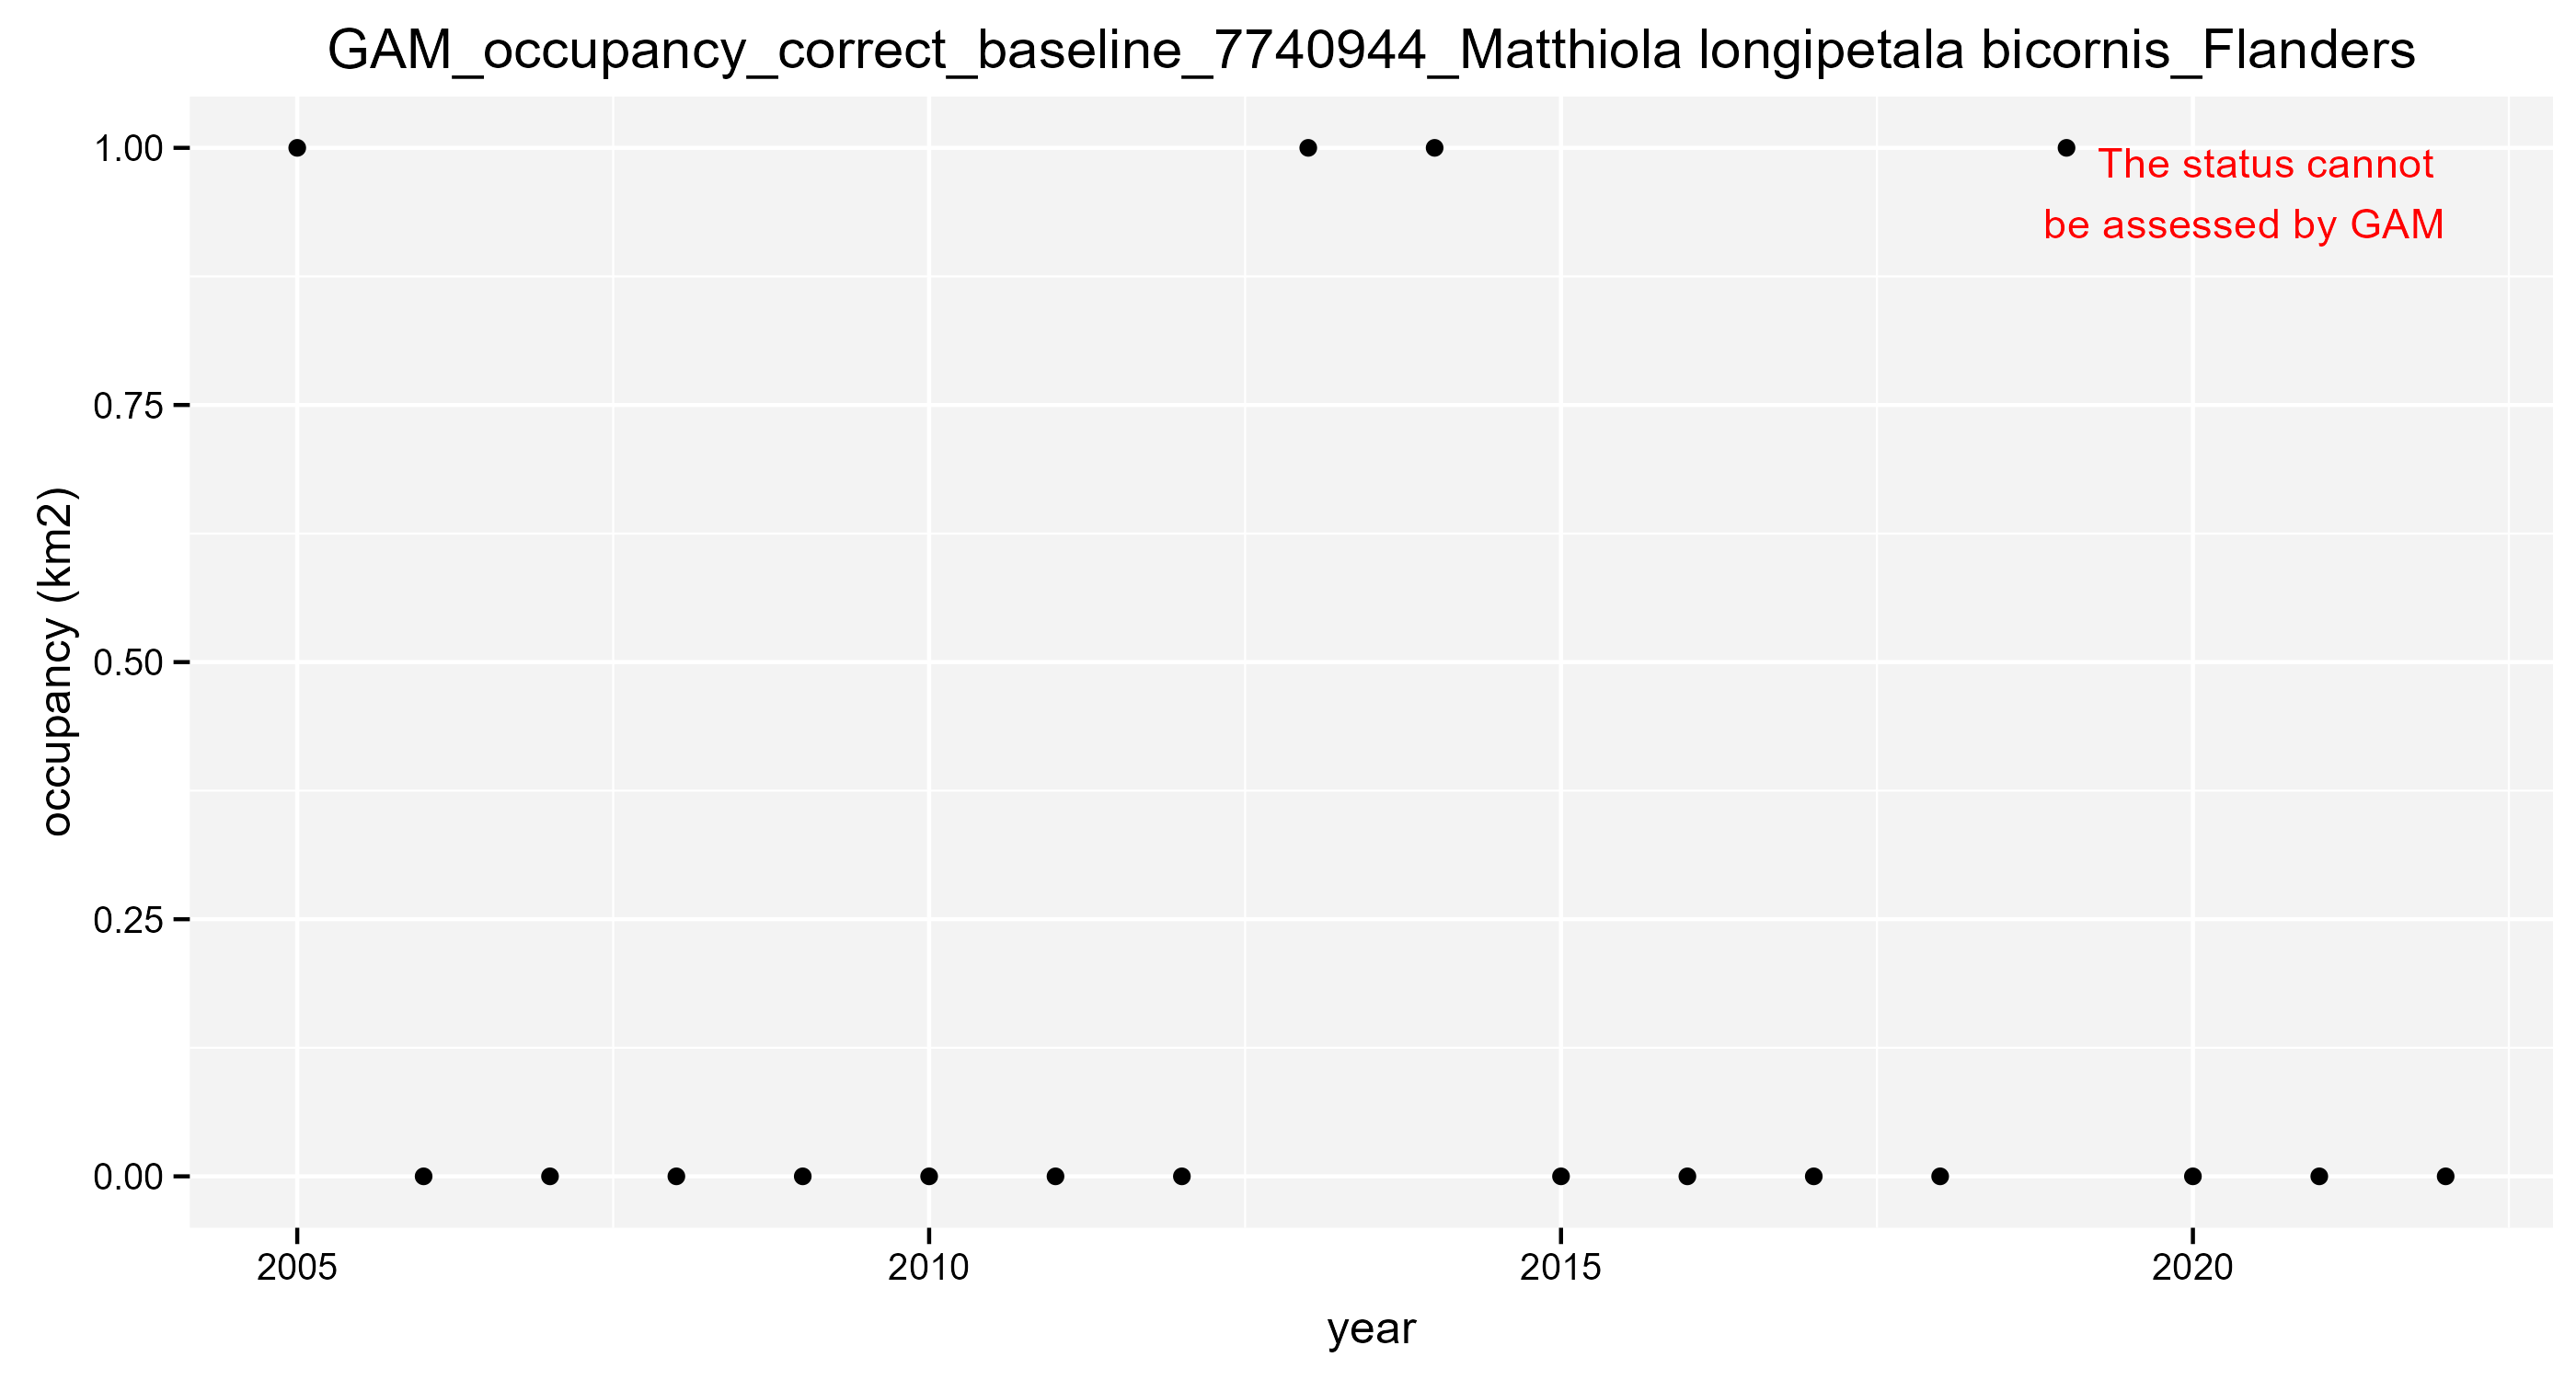 GAM_occupancy_correct_baseline_7740944_Matthiola longipetala bicornis_Flanders
The status cannot
be assessed by GAM
1.00
0.75
0.50
0.25
0.00
occupancy (km2)
2005
2010
2015
2020
year